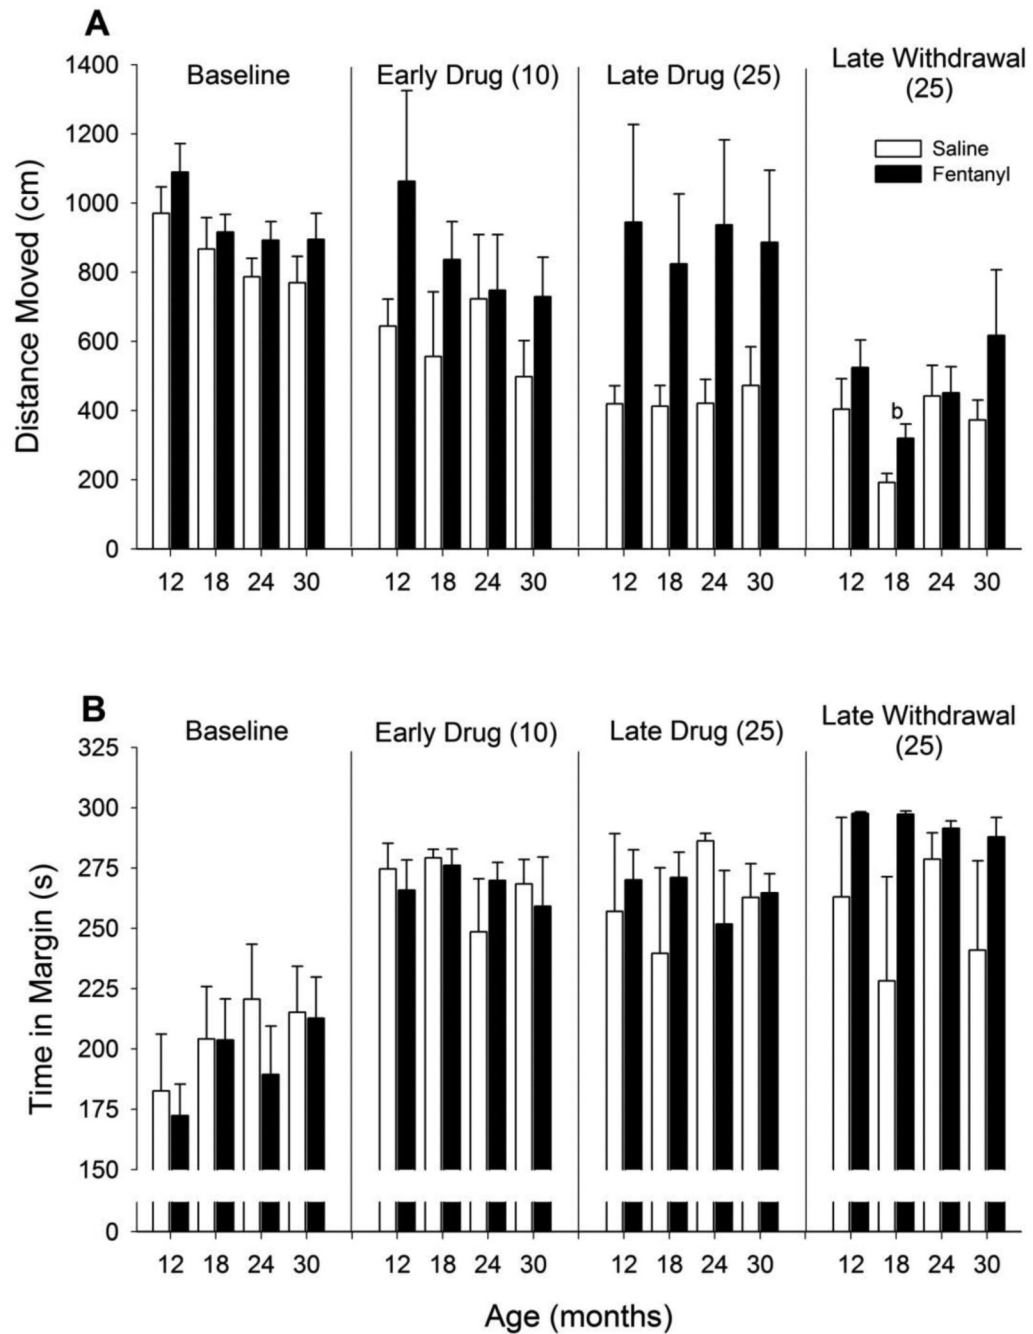 A
Baseline
Early Drug (10)
Late Drug (25)
Late Withdrawal
(25)
Saline
Fentanyl
Distance Moved (cm)
1400
1200
1000
800
600
400
200
0
b
12 18 24 30 12 18 24 30 12 18 24 30 12 18 24 30
B
Baseline
Early Drug (10)
Late Drug (25)
Late Withdrawal
(25)
Time in Margin (s)
325
300
275
250
225
200
175
150
0
12 18 24 30 12 18 24 30 12 18 24 30 12 18 24 30
Age (months)